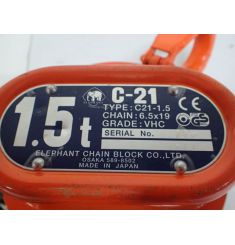 1.5t
C-21
TYPE: C21-1.5
CHAIN: 6.5x19
GRADE: VHC
SERIAL No.
ELEPHANT CHAIN BLOCK CO.,LTD.
OSAKA 589-8502
MADE IN JAPAN